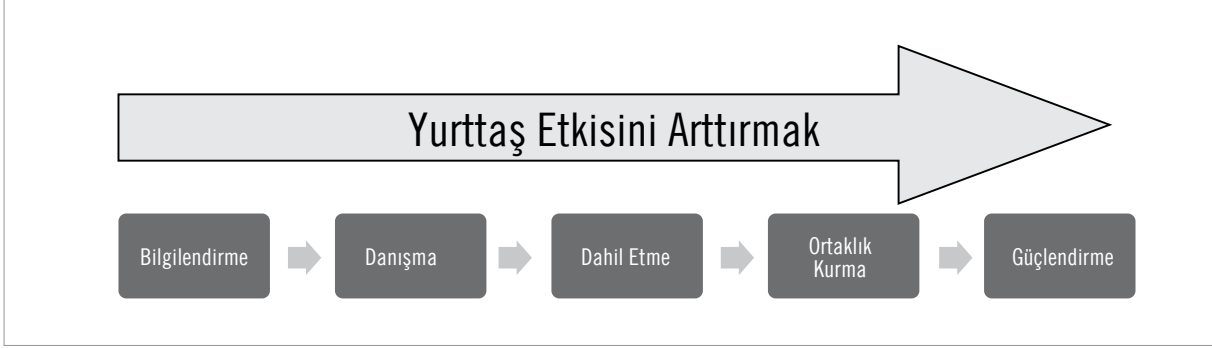 Yurttaş Etkisini Arttırmak
Bilgilendirme
Danışma
Dahil Etme
Ortaklık
Kurma
Güçlendirme